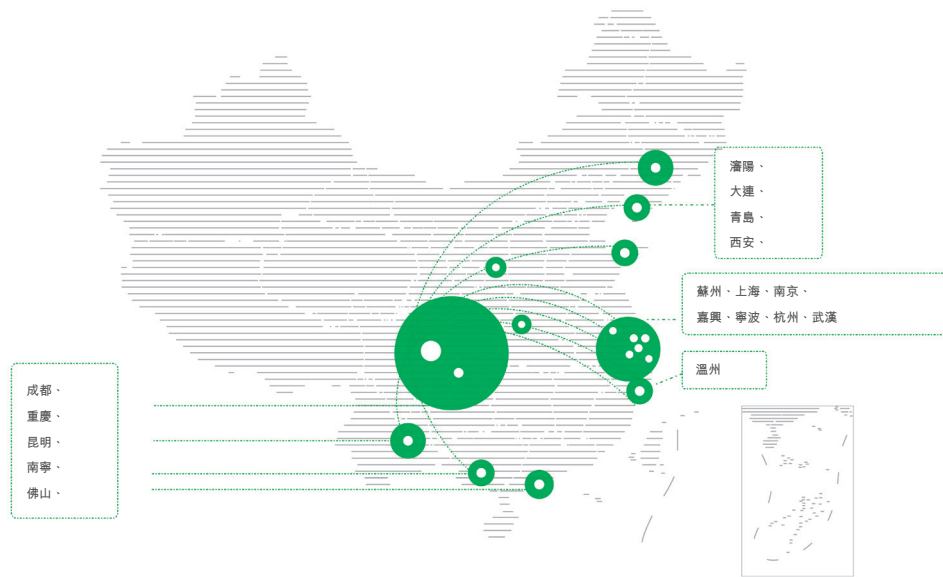 瀋陽、
大連、
青島、
西安、
蘇州、上海、南京、
嘉興、寧波、杭州、武漢
溫州
成都、
重慶
昆明、
南寧、
佛山、